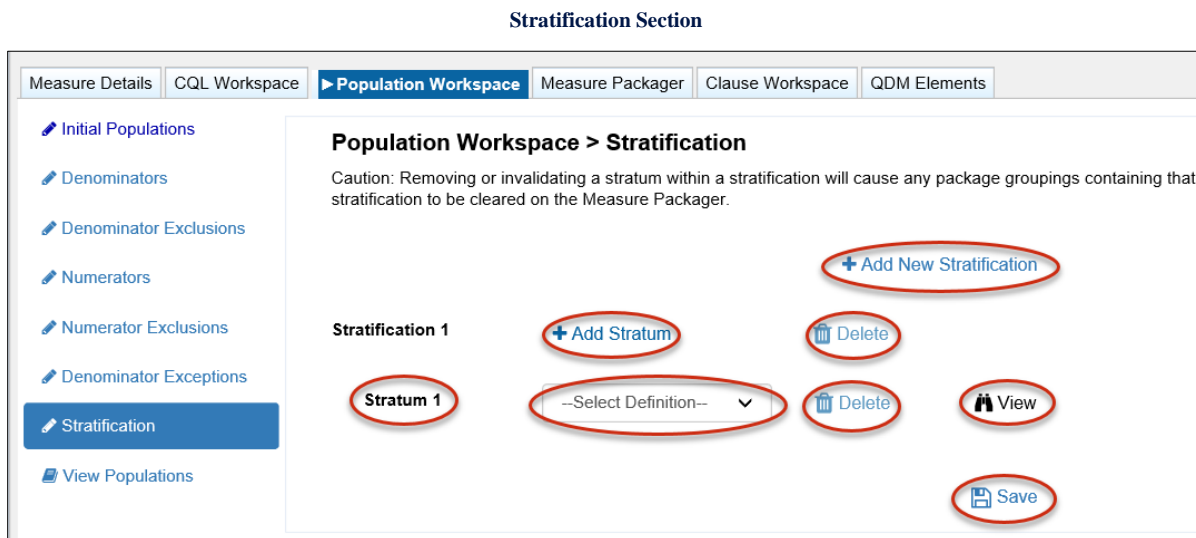 Stratification Section
Measure Details CQL Workspace Population Workspace Measure Packager Clause Workspace QDM Elements
Initial Populations
Denominators
Denominator Exclusions
Numerators
Numerator Exclusions
Denominator Exceptions
Stratification
View Populations
Population Workspace > Stratification
Caution: Removing or invalidating a stratum within a stratification will cause any package groupings containing that
stratification to be cleared on the Measure Packager.
Add New Stratification
Stratification 1 Add Stratum Delete
Stratum 1 --Select Definition-- Delete View
Save